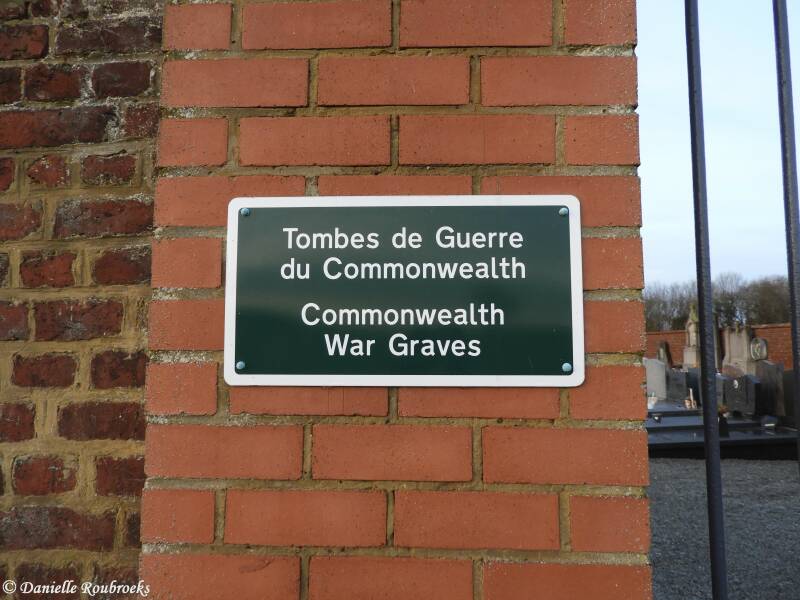 Tombes de Guerre
du Commonwealth
Commonwealth
War Graves
© Danielle Roubroeks